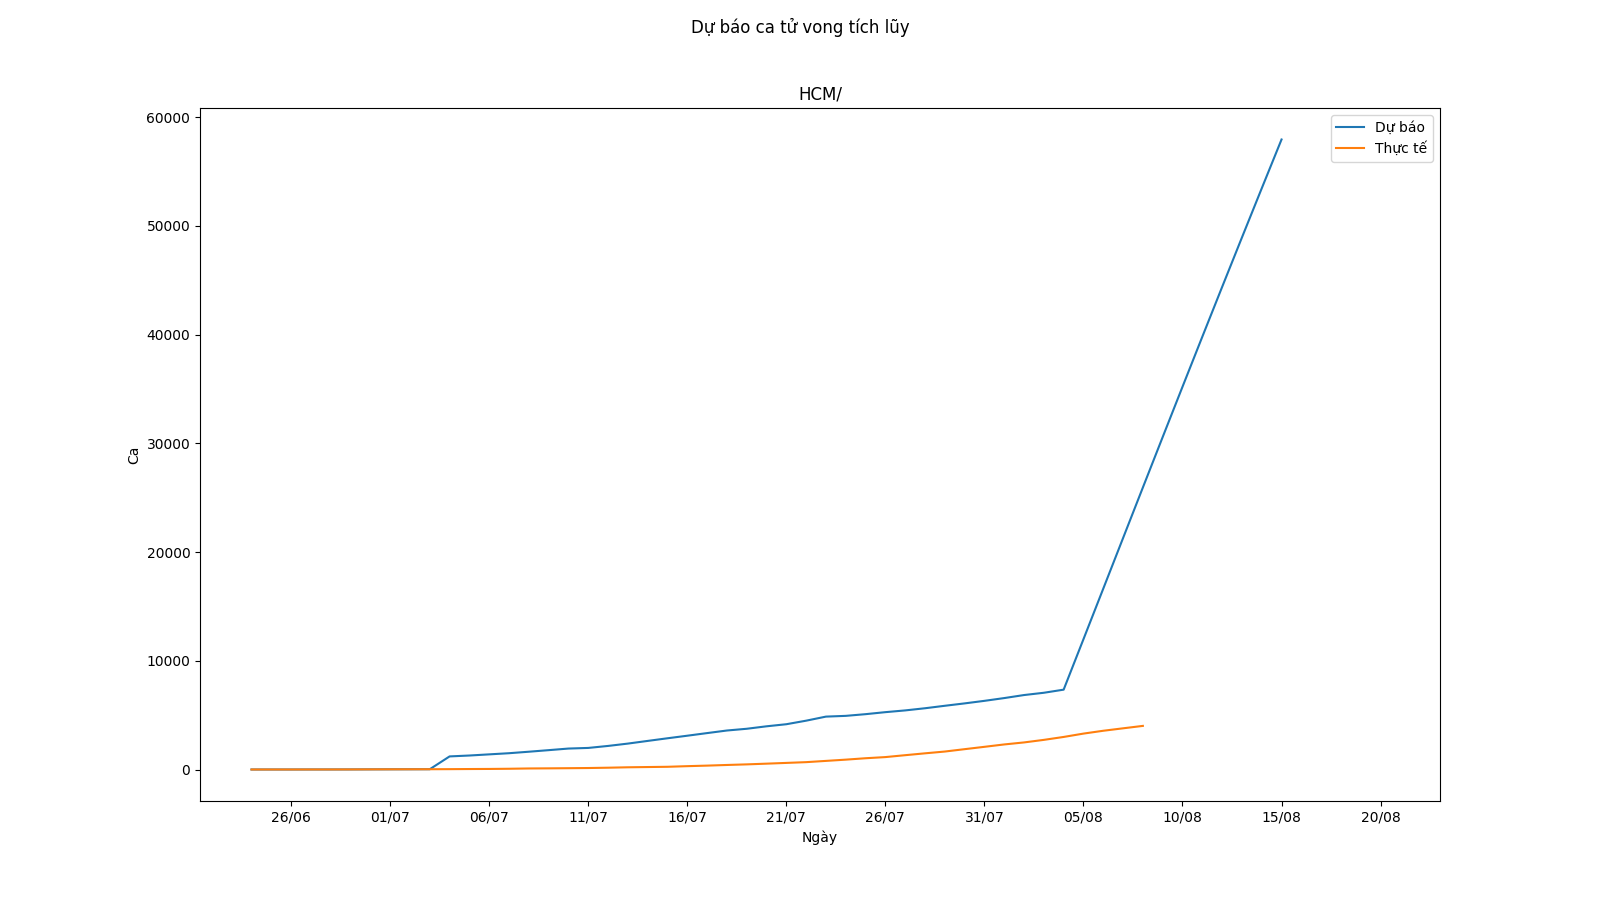 Dự báo ca tử vong tích lũy
HCM/
60000
50000
40000
30000
20000
10000
0
Ca
Dự báo
Thực tế
26/06 01/07 06/07 11/07 16/07 21/07 26/07 31/07 05/08 10/08 15/08 20/08
Ngày